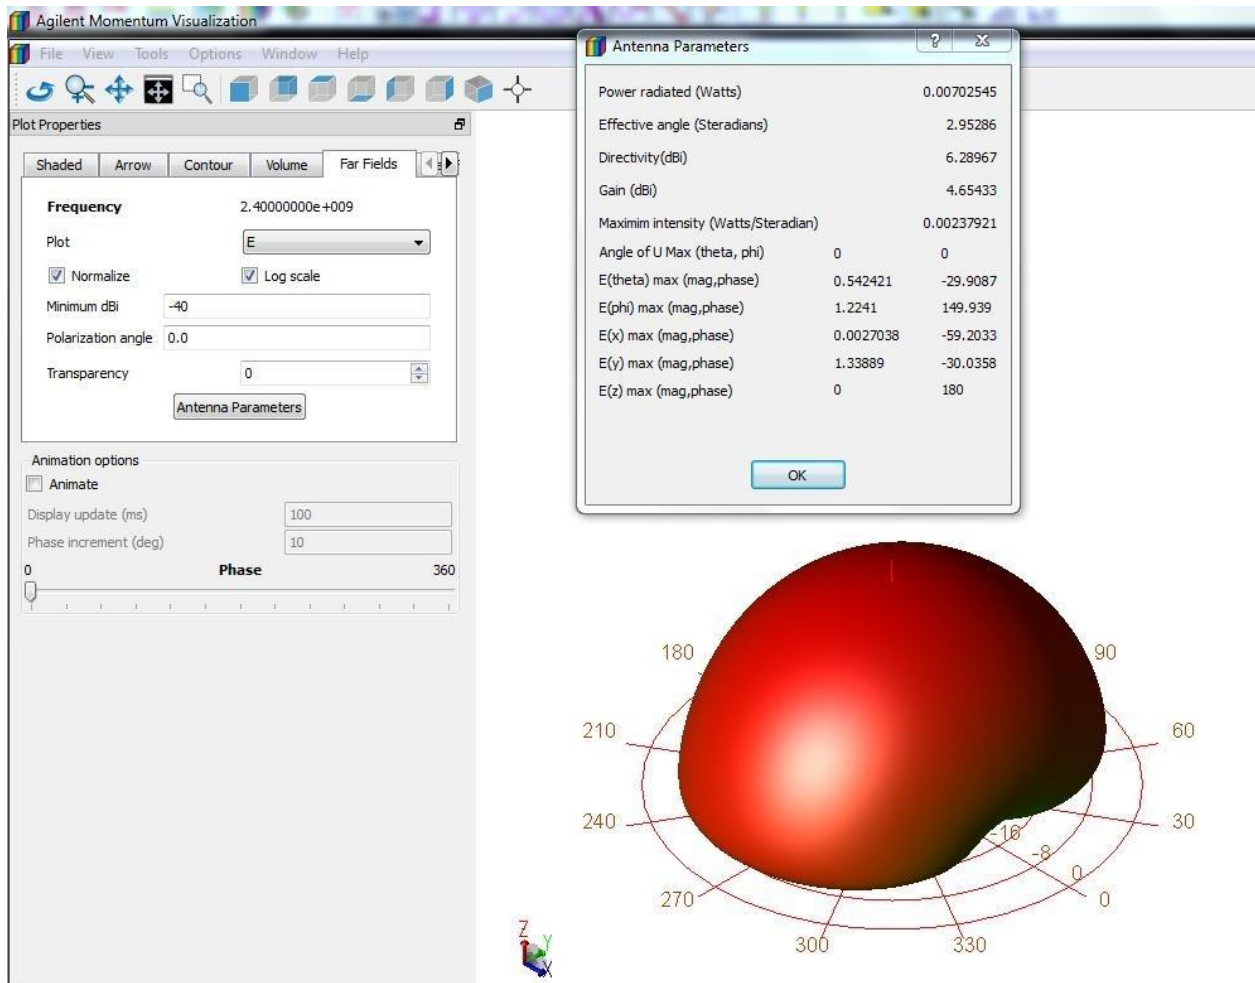 Agilent Momentum Visualization
File View Tools Options Window Help
Plot Properties
Shaded Arrow Contour Volume Far Fields
Frequency 2.40000000e+009
Plot E
Normalize Log scale
Minimum dBi -40
Polarization angle 0.0
Transparency 0
Antenna Parameters
Animation options
Animate
Display update (ms) 100
Phase increment (deg) 10
0 Phase 360
Antenna Parameters
Power radiated (Watts) 0.00702545
Effective angle (Steradians) 2.95286
Directivity(dBi) 6.28967
Gain (dBi) 4.65433
Maximim intensity (Watts/Steradian) 0.00237921
Angle of U Max (theta, phi) 0 0
E(theta) max (mag,phase) 0.542421 -29.9087
E(phi) max (mag,phase) 1.2241 149.939
E(x) max (mag,phase) 0.0027038 -59.2033
E(y) max (mag,phase) 1.33889 -30.0358
E(z) max (mag,phase) 0 180
OK
180 90
210 60
240 30
-16
-8
0
270 0
300 330
Z
Y
X